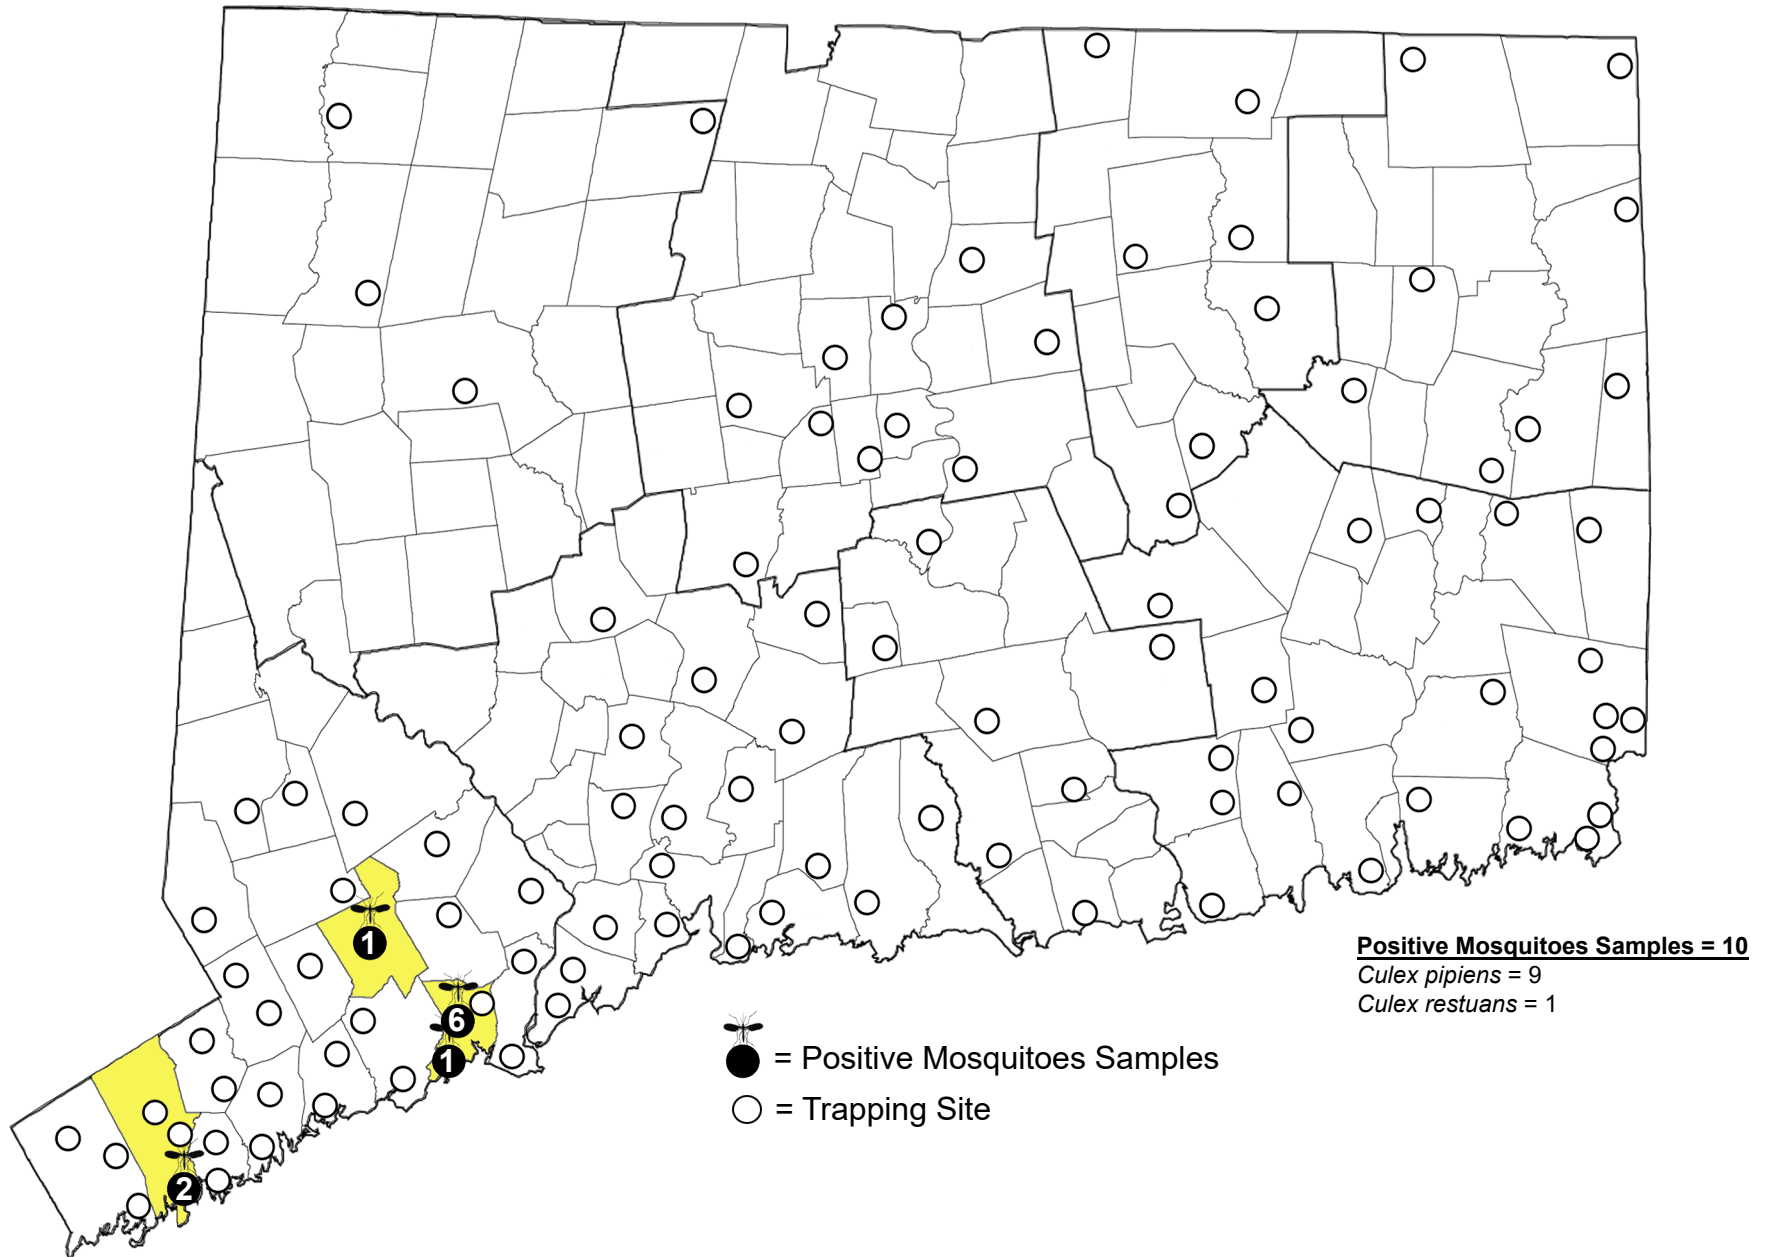 1
6
1
2
Positive Mosquitoes Samples = 10
Culex pipiens = 9
Culex restuans = 1
= Positive Mosquitoes Samples
= Trapping Site